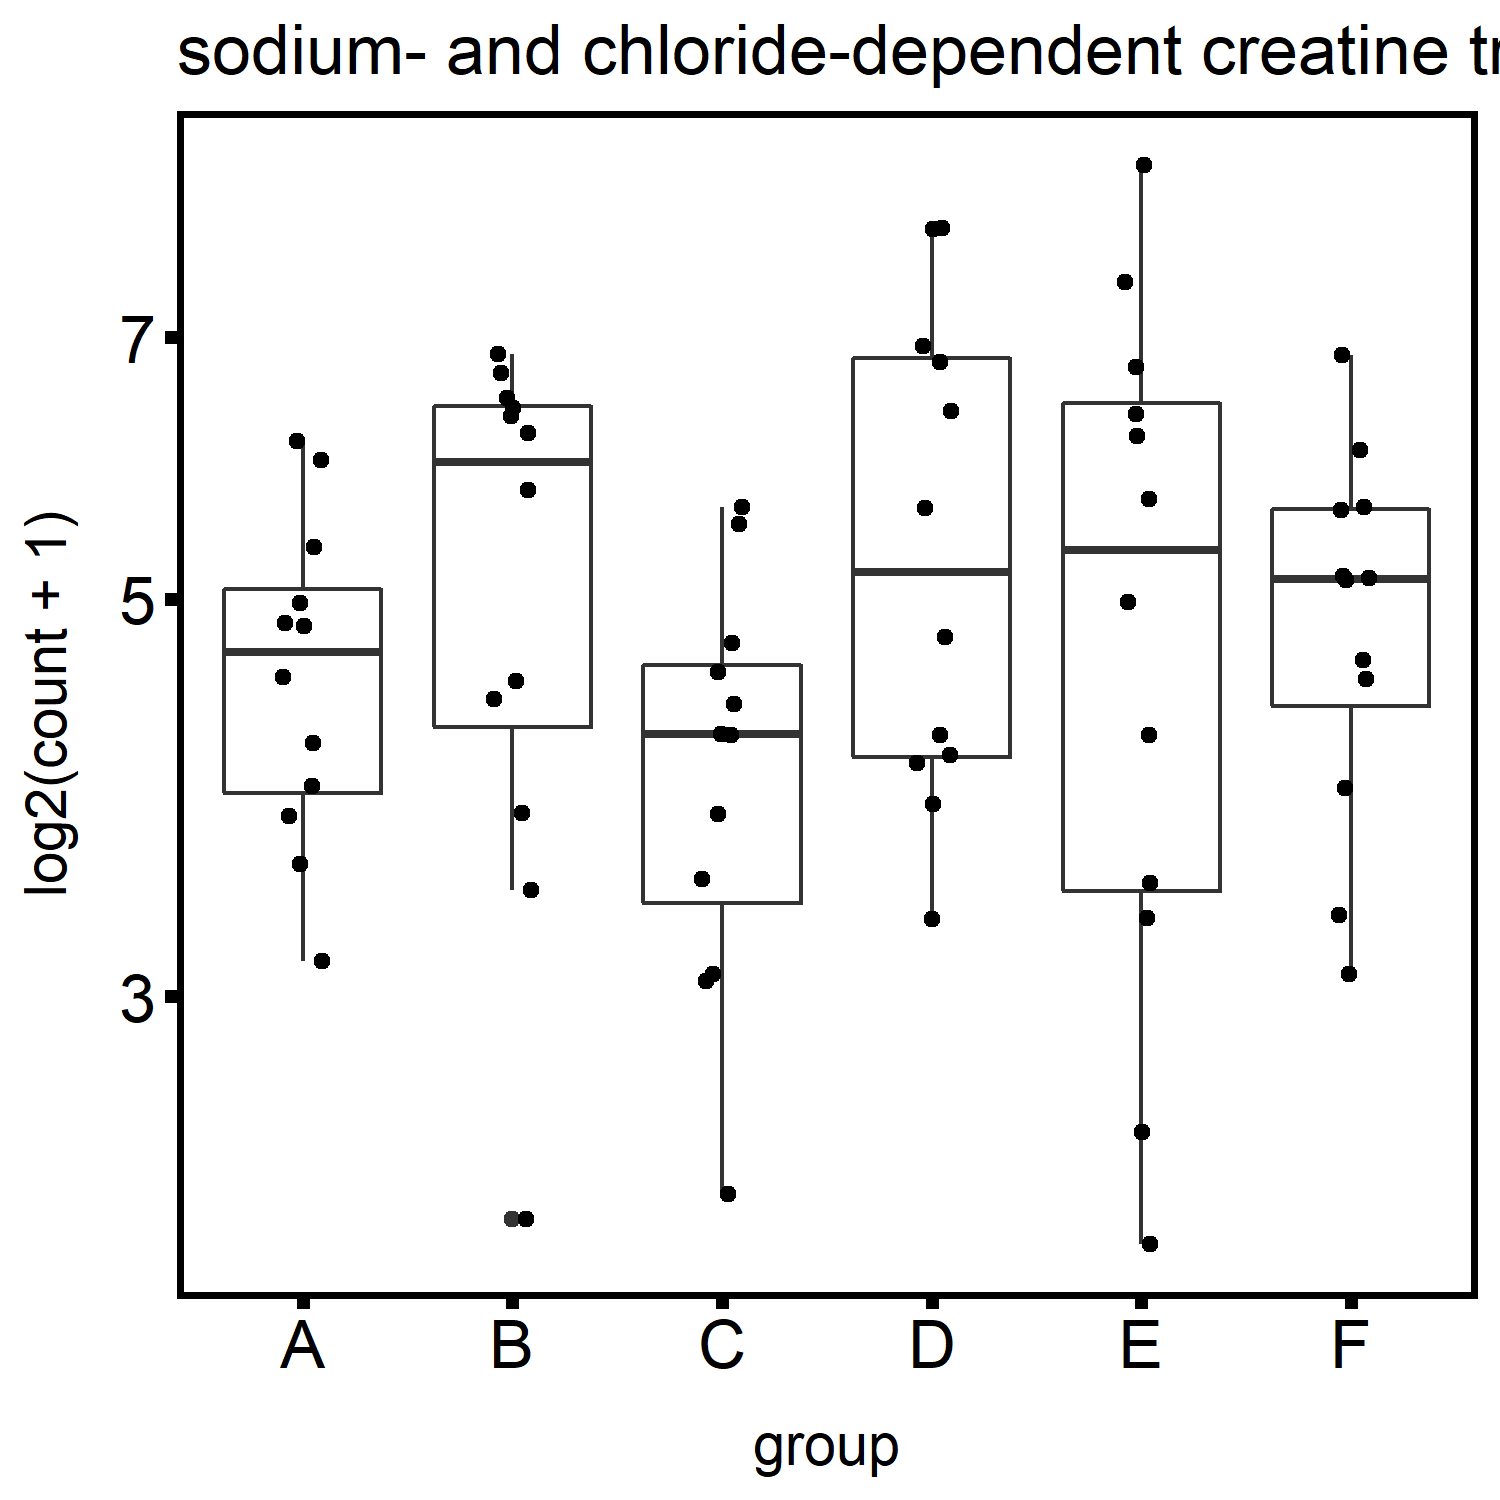 sodium- and chloride-dependent creatine tr
log2(count + 1)
7
5
3
A B C D E F
group